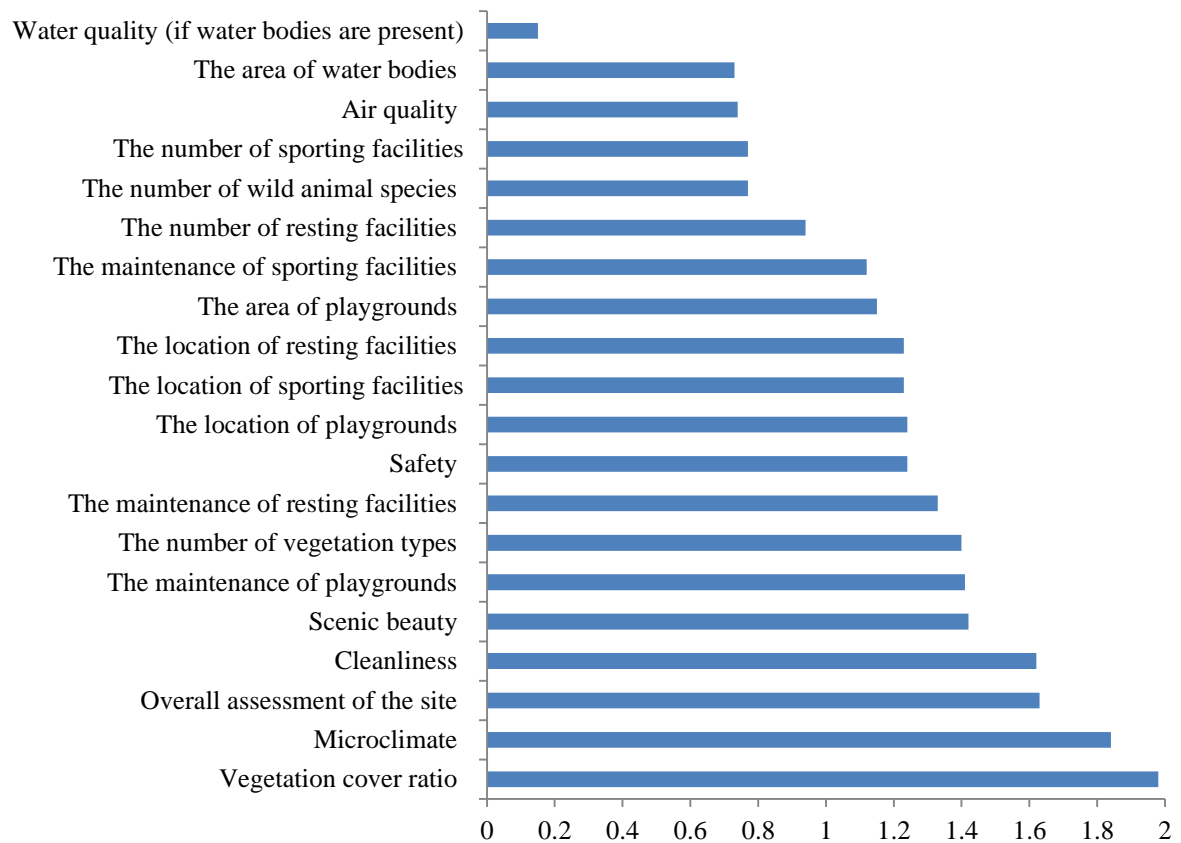 Water quality (if water bodies are present)
The area of water bodies
Air quality
The number of sporting facilities
The number of wild animal species
The number of resting facilities
The maintenance of sporting facilities
The area of playgrounds
The location of resting facilities
The location of sporting facilities
The location of playgrounds
Safety
The maintenance of resting facilities
The number of vegetation types
The maintenance of playgrounds
Scenic beauty
Cleanliness
Overall assessment of the site
Microclimate
Vegetation cover ratio
0 0.2 0.4 0.6 0.8 1 1.2 1.4 1.6 1.8 2